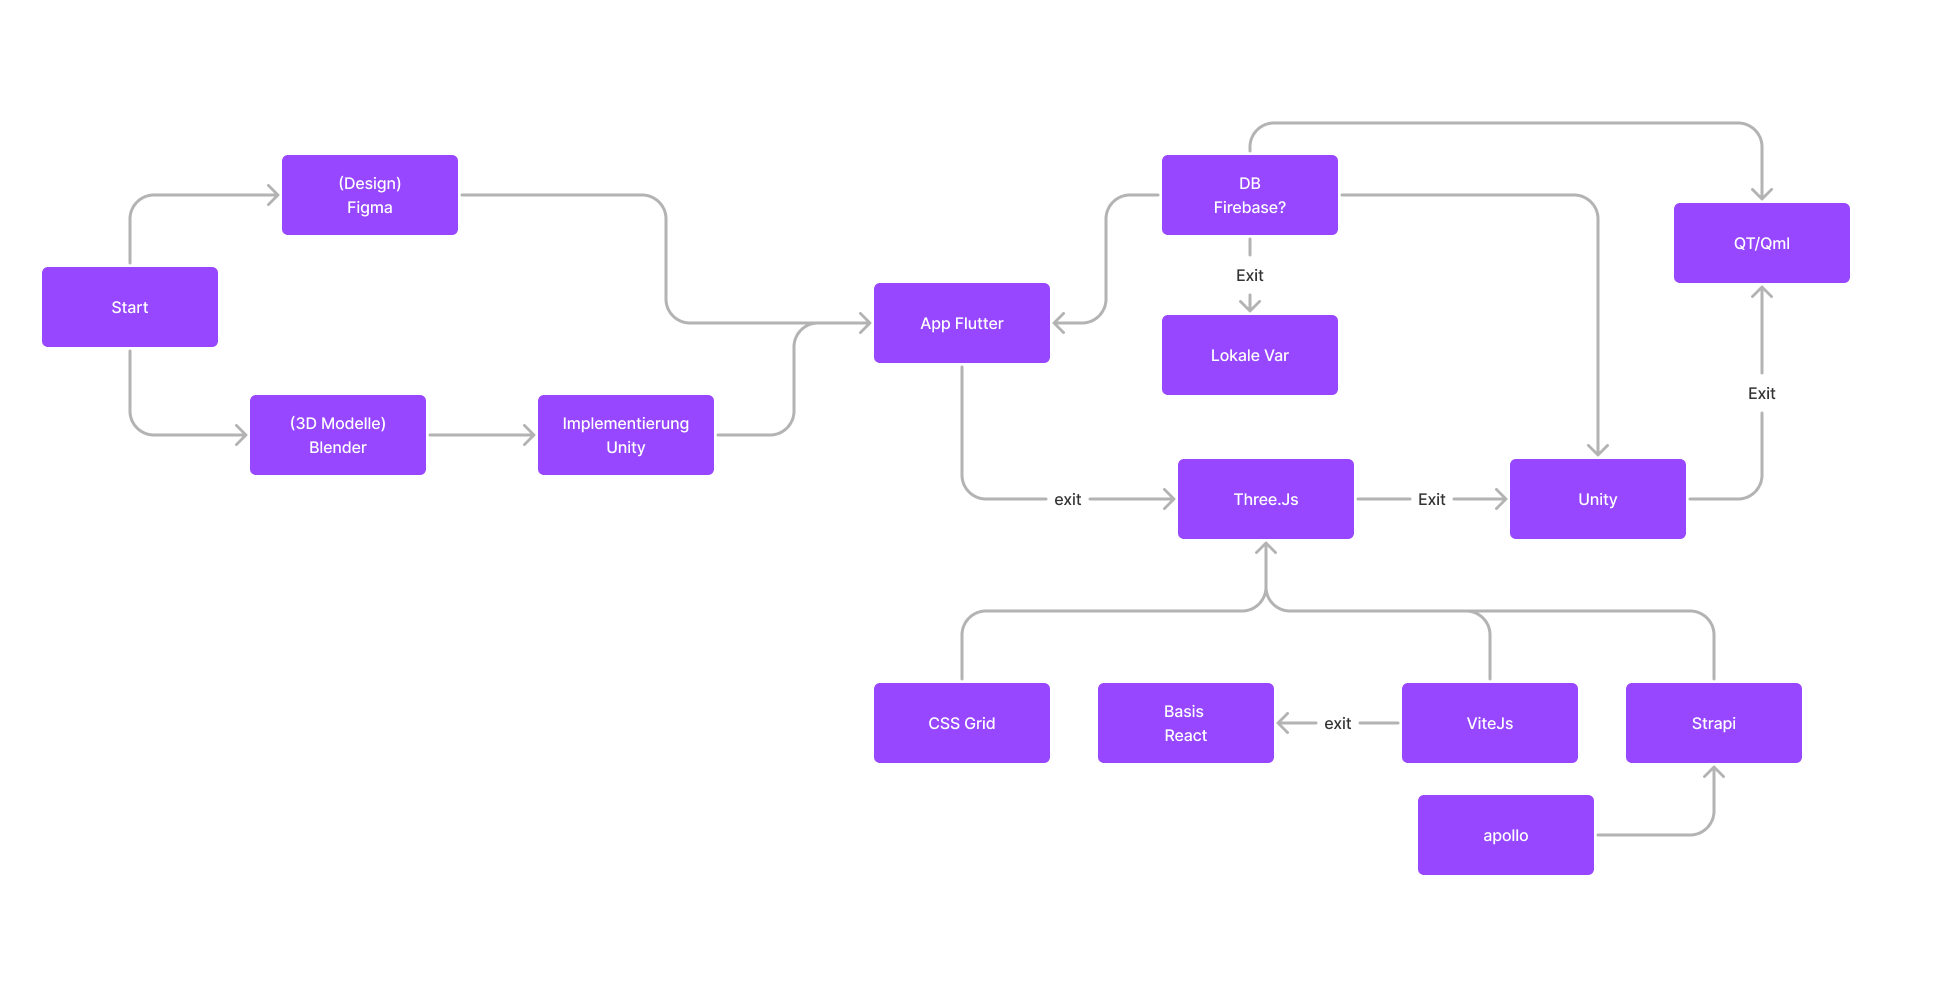 (Design)
Figma
Start
(3D Modelle)
Blender
Implementierung
Unity
App Flutter
DB
Firebase?
Exit
Lokale Var
QT/Qml
Exit
exit
Three.Js
Exit
Unity
CSS Grid
Basis
React
exit
ViteJs
Strapi
apollo